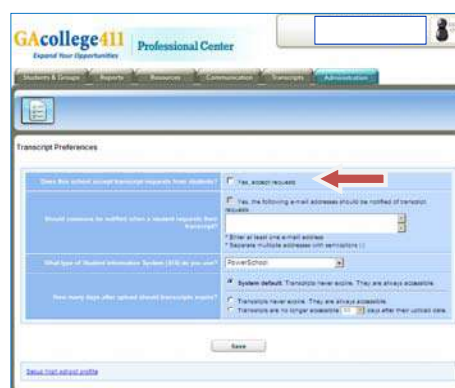 GAcollege411
Expand Your Opportunities
Professional Center
Students & Groups
Reports
Resources
Communication
Transcripts
Administration
Transcript Preferences
Does this school accept transcript requests from students?
Yes, accept requests
Should someone be notified when a student requests their transcript?
Yes, the following e-mail addresses should be notified of transcript
requests
* Enter at least one e-mail address
* Separate multiple addresses with semicolons (;)
What type of Student Information System (SIS) do you use?
PowerSchool
How many days after upload should transcripts expire?
System default. Transcripts never expire. They are always accessible.
Transcripts never expire. They are always accessible.
Transcripts are no longer accessible days after their upload date.
Save
Setup high school profile